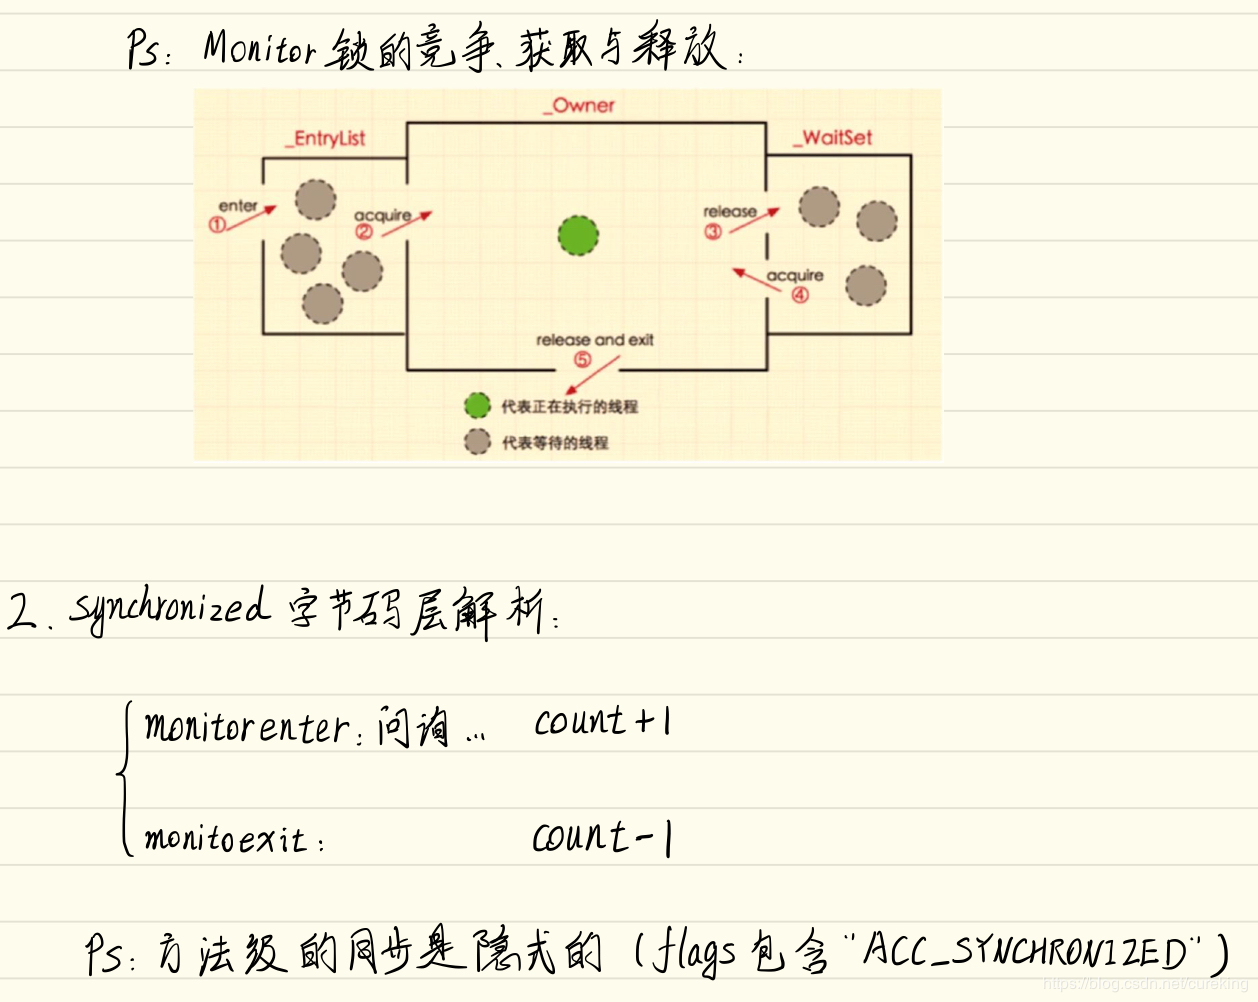 Ps: Monitor 锁的竞争、获取与释放:
_Owner
_EntryList
_WaitSet
enter
①
acquire
②
release
③
acquire
④
release and exit
⑤
代表正在执行的线程
代表等待的线程
2. synchronized 字节码层解析:
monitorenter: 问询... count+1
monitoexit: count-1
Ps: 方法级的同步是隐式的 (flags 包含 "ACC_SYNCHRONIZED")
https://blog.csdn.net/cureking